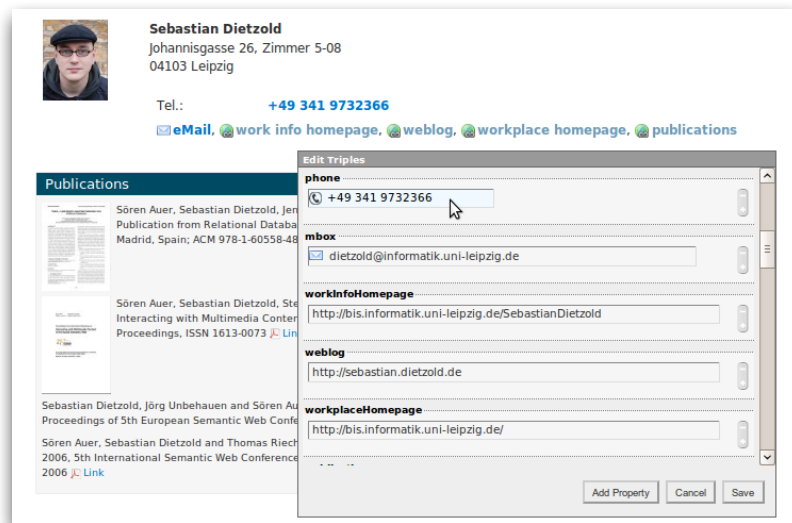 Sebastian Dietzold
Johannisgasse 26, Zimmer 5-08
04103 Leipzig
Tel.: +49 341 9732366
eMail, work info homepage, weblog, workplace homepage, publications
Publications
Sören Auer, Sebastian Dietzold, Jen
Publication from Relational Databa
Madrid, Spain; ACM 978-1-60558-48
Sören Auer, Sebastian Dietzold, Ste
Interacting with Multimedia Conter
Proceedings, ISSN 1613-0073 Lin
Sebastian Dietzold, Jörg Unbehauen and Sören Au
Proceedings of 5th European Semantic Web Confe
Sören Auer, Sebastian Dietzold and Thomas Riech
2006, 5th International Semantic Web Conference
2006 Link
Edit Triples
phone
+49 341 9732366
mbox
dietzold@informatik.uni-leipzig.de
workInfoHomepage
http://bis.informatik.uni-leipzig.de/SebastianDietzold
weblog
http://sebastian.dietzold.de
workplaceHomepage
http://bis.informatik.uni-leipzig.de/
Add Property Cancel Save